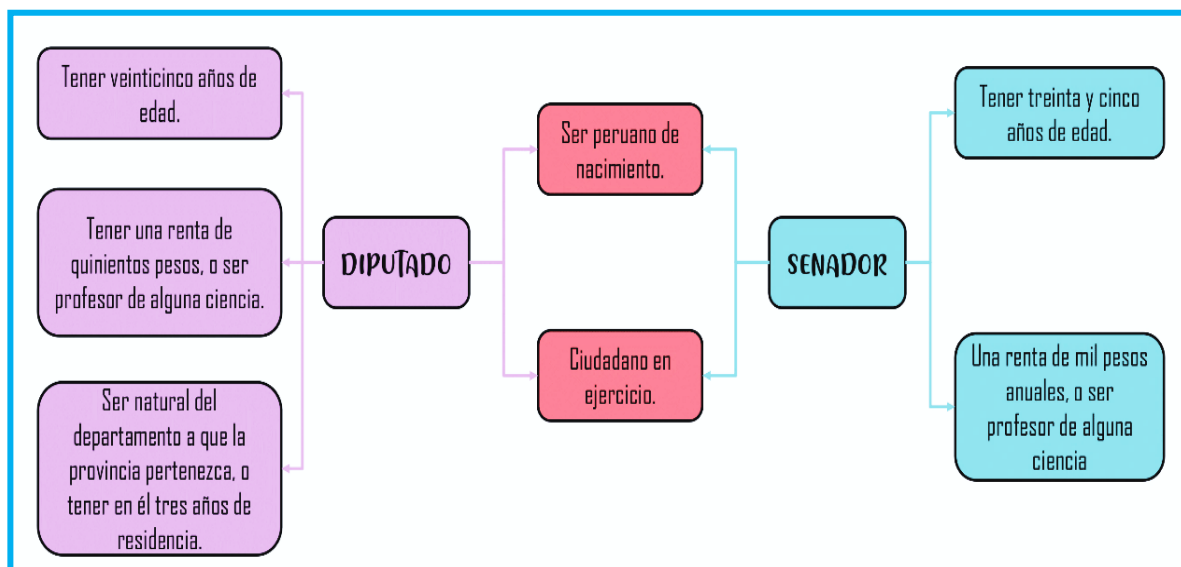 Tener veinticinco años de
edad.
Tener una renta de
quinientos pesos, o ser
profesor de alguna ciencia.
Ser natural del
departamento a que la
provincia pertenezca, o
tener en él tres años de
residencia.
DIPUTADO
Ser peruano de
nacimiento.
Ciudadano en
ejercicio.
SENADOR
Tener treinta y cinco
años de edad.
Una renta de mil pesos
anuales, o ser
profesor de alguna
ciencia